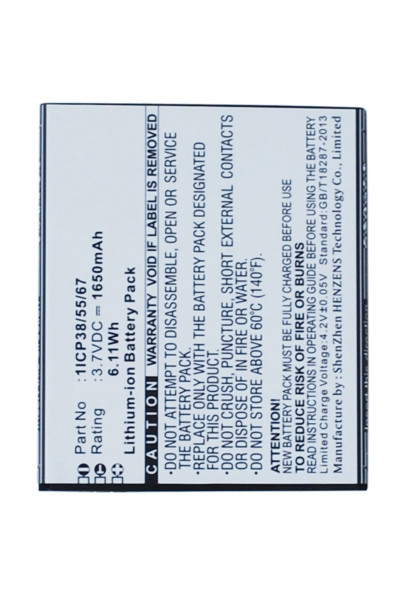 Part No : 1ICP38/55/67
Rating : 3.7VDC ⎓ 1650mAh
6.11Wh
Lithium-ion Battery Pack
CAUTION WARRANTY VOID IF LABEL IS REMOVED
•DO NOT ATTEMPT TO DISASSEMBLE, OPEN OR SERVICE
THE BATTERY PACK.
•REPLACE ONLY WITH THE BATTERY PACK DESIGNATED
FOR THIS PRODUCT.
•DO NOT CRUSH, PUNCTURE, SHORT EXTERNAL CONTACTS
OR DISPOSE OF IN FIRE OR WATER.
•DO NOT STORE ABOVE 60°C (140°F).
ATTENTION!
NEW BATTERY PACK MUST BE FULLY CHARGED BEFORE USING
TO REDUCE RISK OF FIRE OR BURNS
READ INSTRUCTIONS IN OPERATING GUIDE BEFORE USING THE BATTERY
Limited Charge Voltage:4.2V±0.05V Standard:GB/T18287-2013
Manufacturer by : ShenZhen HENZENS Technology Co., Limited